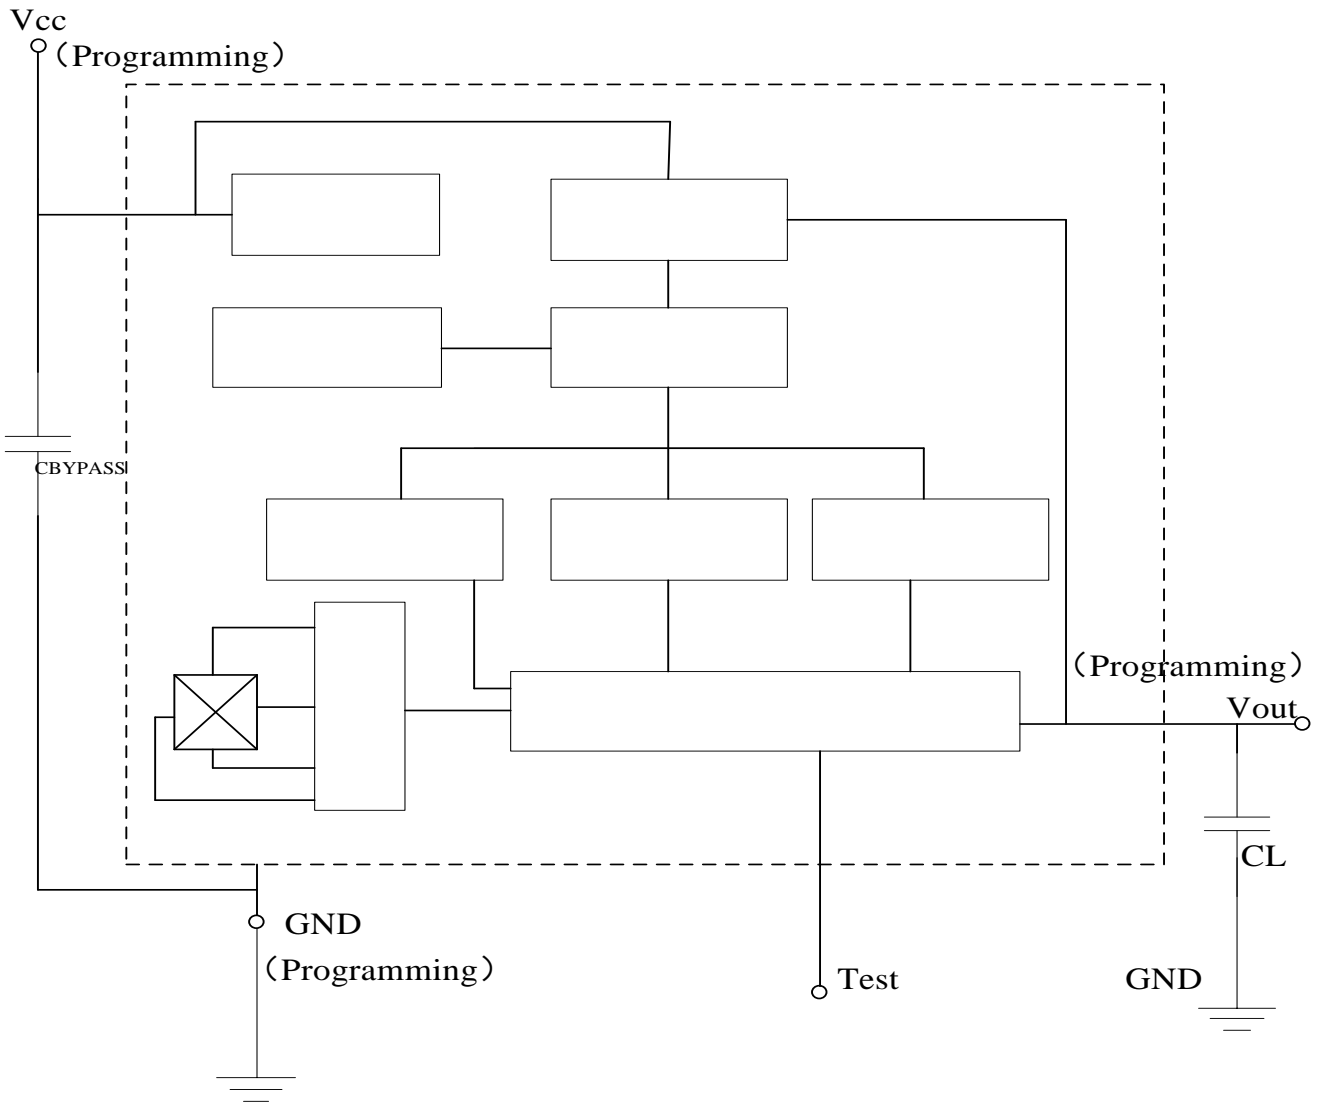 Vcc
（Programming）
CBYPASS
（Programming）
Vout
CL
GND
（Programming）
Test
GND